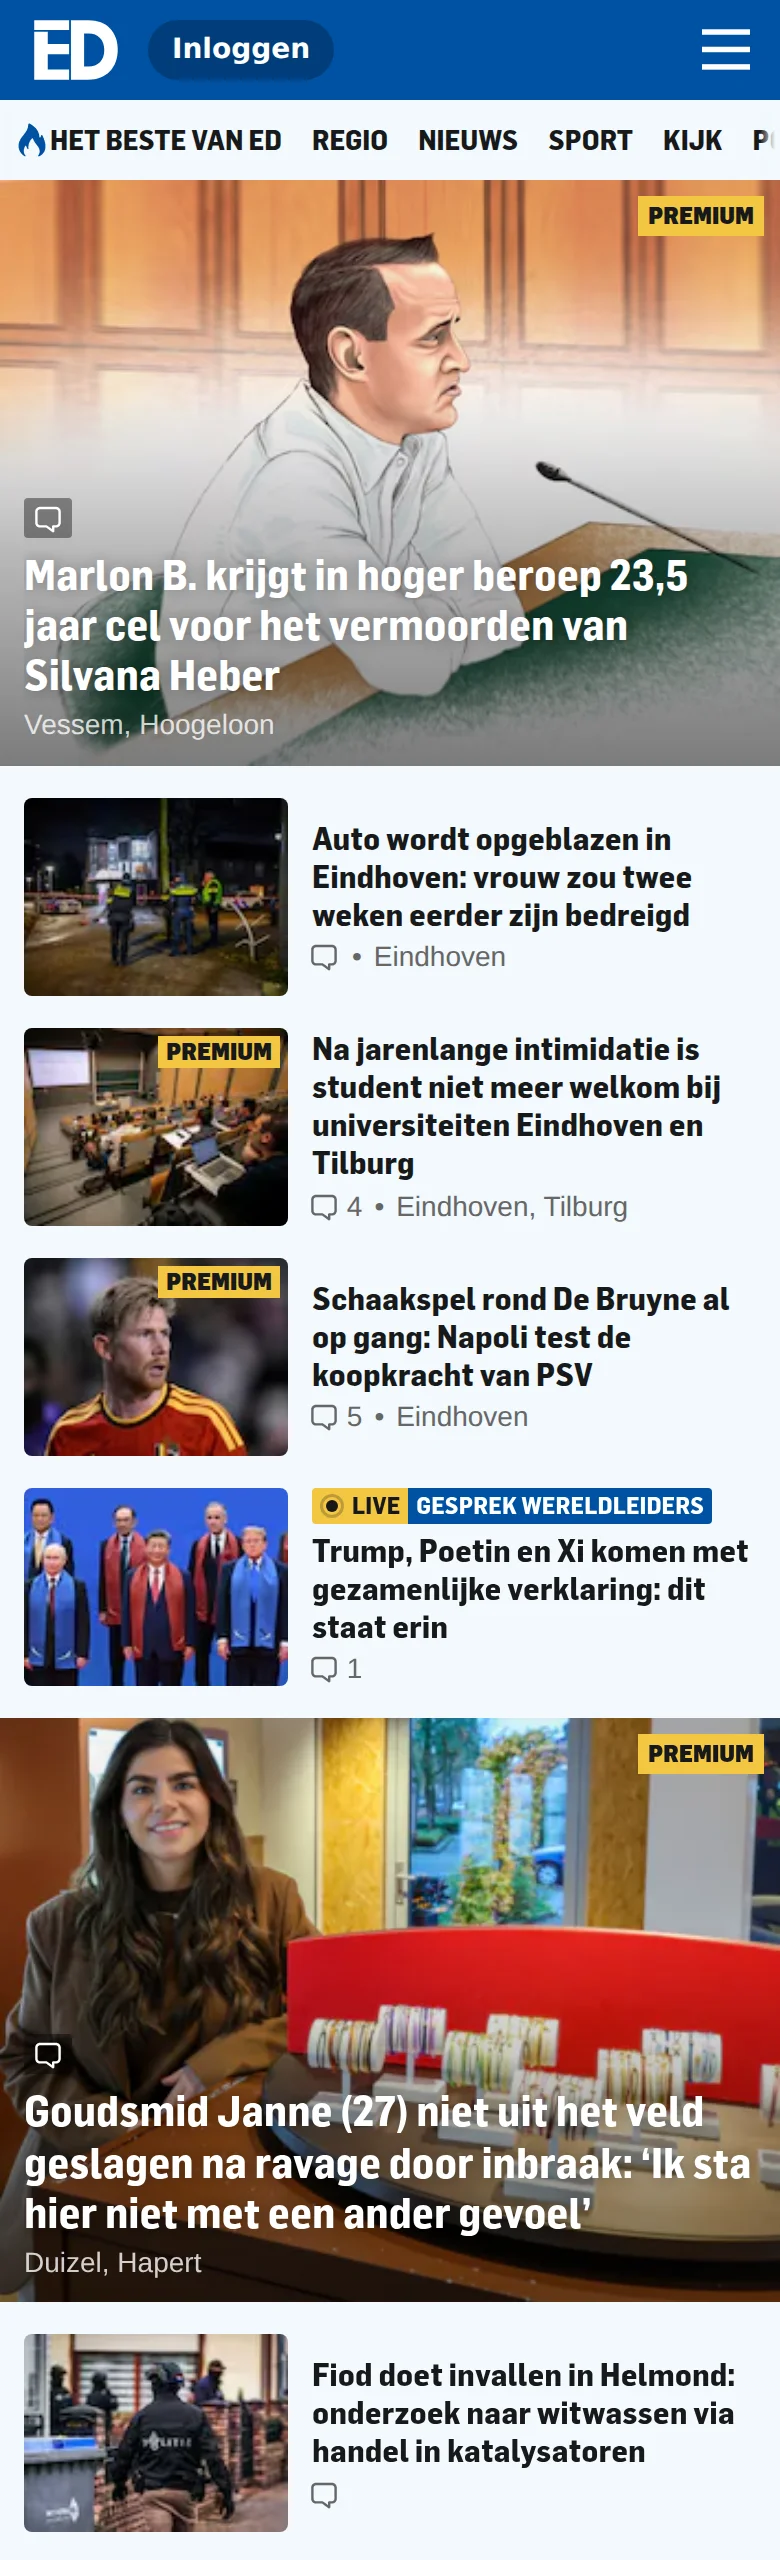 ED
Inloggen
HET BESTE VAN ED REGIO NIEUWS SPORT KIJK
PREMIUM
Marlon B. krijgt in hoger beroep 23,5
jaar cel voor het vermoorden van
Silvana Heber
Vessem, Hoogeloon
Auto wordt opgeblazen in
Eindhoven: vrouw zou twee
weken eerder zijn bedreigd
• Eindhoven
PREMIUM
Na jarenlange intimidatie is
student niet meer welkom bij
universiteiten Eindhoven en
Tilburg
4 • Eindhoven, Tilburg
PREMIUM
Schaakspel rond De Bruyne al
op gang: Napoli test de
koopkracht van PSV
5 • Eindhoven
LIVE GESPREK WERELDLEIDERS
Trump, Poetin en Xi komen met
gezamenlijke verklaring: dit
staat erin
1
PREMIUM
Goudsmid Janne (27) niet uit het veld
geslagen na ravage door inbraak: ‘Ik sta
hier niet met een ander gevoel’
Duizel, Hapert
Fiod doet invallen in Helmond:
onderzoek naar witwassen via
handel in katalysatoren